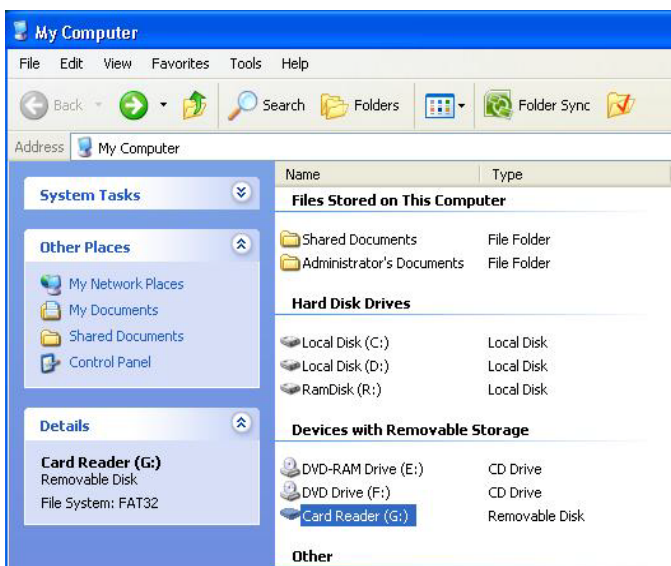 My Computer
File Edit View Favorites Tools Help
Back Search Folders Folder Sync
Address My Computer
System Tasks
Other Places
My Network Places
My Documents
Shared Documents
Control Panel
Details
Card Reader (G:)
Removable Disk
File System: FAT32
Name Type
Files Stored on This Computer
Shared Documents File Folder
Administrator's Documents File Folder
Hard Disk Drives
Local Disk (C:) Local Disk
Local Disk (D:) Local Disk
RamDisk (R:) Local Disk
Devices with Removable Storage
DVD-RAM Drive (E:) CD Drive
DVD Drive (F:) CD Drive
Card Reader (G:) Removable Disk
Other